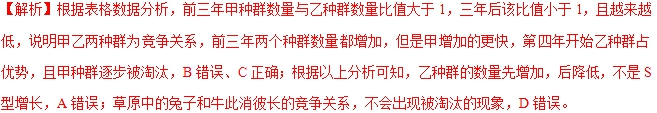 【解析】根据表格数据分析，前三年甲种群数量与乙种群数量比值大于 1，三年后该比值小于 1，且越来越
低，说明甲乙两种群为竞争关系，前三年两个种群数量都增加，但是甲增加的更快，第四年开始乙种群占
优势，且甲种群逐步被淘汰，B 错误、C 正确；根据以上分析可知，乙种群的数量先增加，后降低，不是 S
型增长，A 错误；草原中的兔子和牛此消彼长的竞争关系，不会出现被淘汰的现象，D 错误。